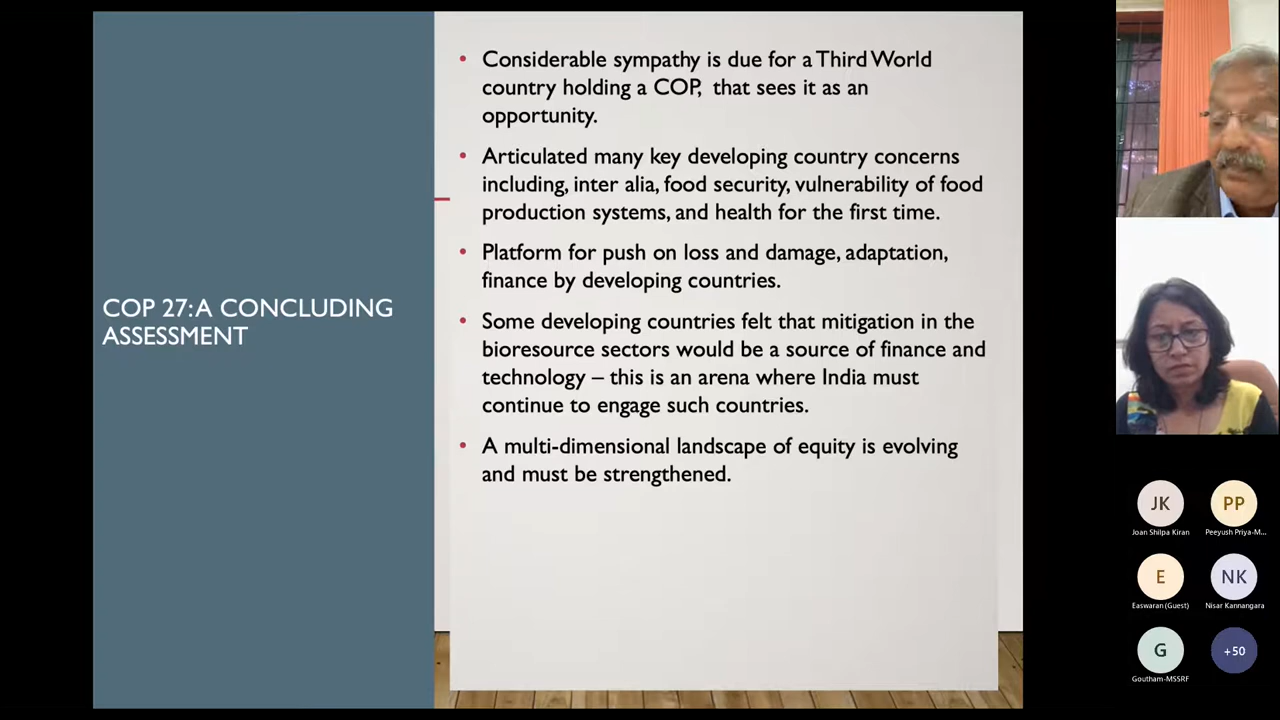 COP 27: A CONCLUDING
ASSESSMENT
• Considerable sympathy is due for a Third World
country holding a COP, that sees it as an
opportunity.
• Articulated many key developing country concerns
including, inter alia, food security, vulnerability of food
production systems, and health for the first time.
• Platform for push on loss and damage, adaptation,
finance by developing countries.
• Some developing countries felt that mitigation in the
bioresource sectors would be a source of finance and
technology – this is an arena where India must
continue to engage such countries.
• A multi-dimensional landscape of equity is evolving
and must be strengthened.
JK
Joan Shilpa Kiran
PP
Peeyush Priya-M...
E
Easwaran (Guest)
NK
Nisar Kannangara
G
Goutham-MSSRF
+50